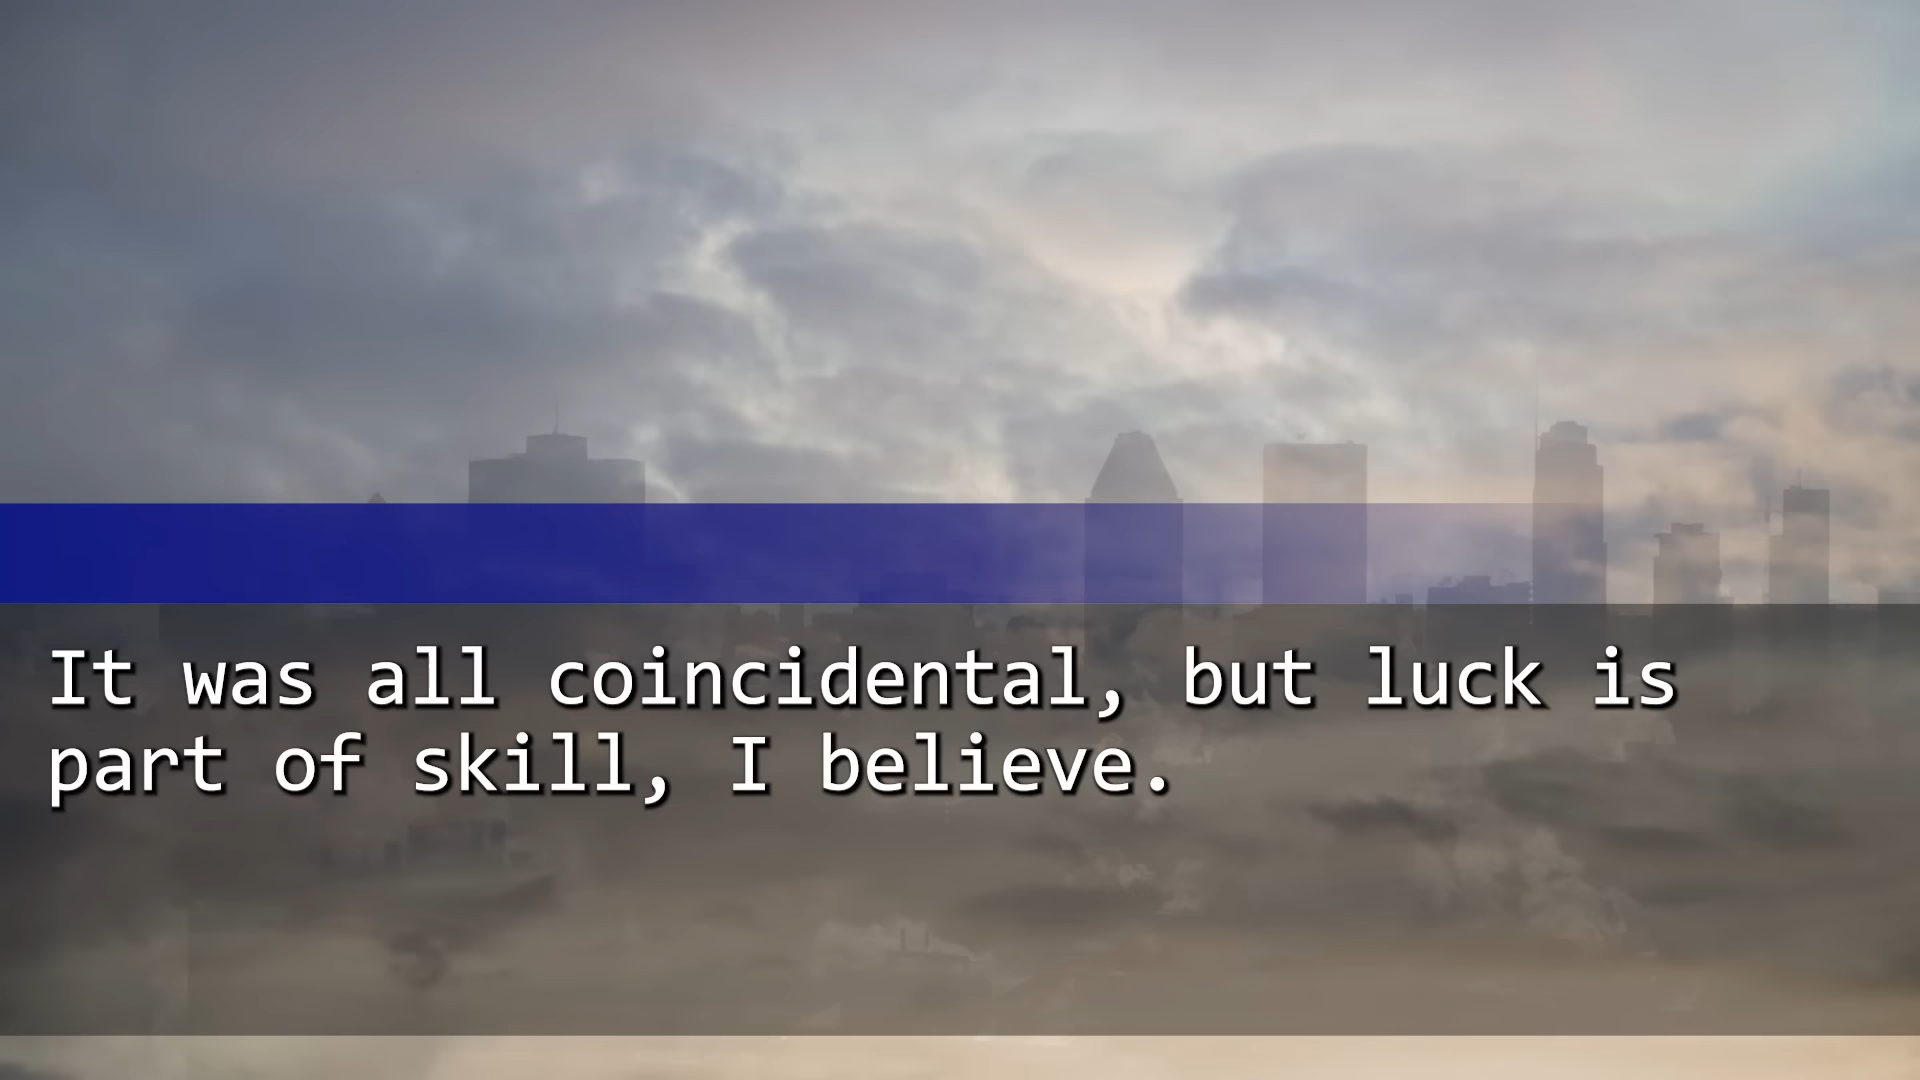 It was all coincidental, but luck is
part of skill, I believe.